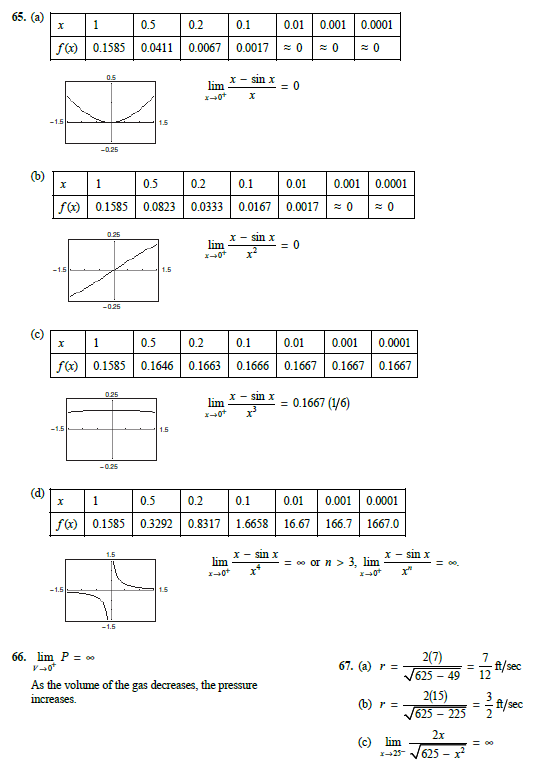 65. (a)
x 1 0.5 0.2 0.1 0.01 0.001 0.0001
f(x) 0.1585 0.0411 0.0067 0.0017 ≈ 0 ≈ 0 ≈ 0
0.5
−1.5 1.5
−0.25
lim x→0⁺ (x − sin x)/x = 0
(b)
x 1 0.5 0.2 0.1 0.01 0.001 0.0001
f(x) 0.1585 0.0823 0.0333 0.0167 0.0017 ≈ 0 ≈ 0
0.25
−1.5 1.5
−0.25
lim x→0⁺ (x − sin x)/x² = 0
(c)
x 1 0.5 0.2 0.1 0.01 0.001 0.0001
f(x) 0.1585 0.1646 0.1663 0.1666 0.1667 0.1667 0.1667
0.25
−1.5 1.5
−0.25
lim x→0⁺ (x − sin x)/x³ = 0.1667 (1/6)
(d)
x 1 0.5 0.2 0.1 0.01 0.001 0.0001
f(x) 0.1585 0.3292 0.8317 1.6658 16.67 166.7 1667.0
1.5
−1.5 1.5
−1.5
lim x→0⁺ (x − sin x)/x⁴ = ∞ or n > 3, lim x→0⁺ (x − sin x)/xⁿ = ∞.
66. lim V→0⁺ P = ∞
As the volume of the gas decreases, the pressure
increases.
67. (a) r = 2(7)/√(625 − 49) = 7/12 ft/sec
(b) r = 2(15)/√(625 − 225) = 3/2 ft/sec
(c) lim x→25⁻ 2x/√(625 − x²) = ∞